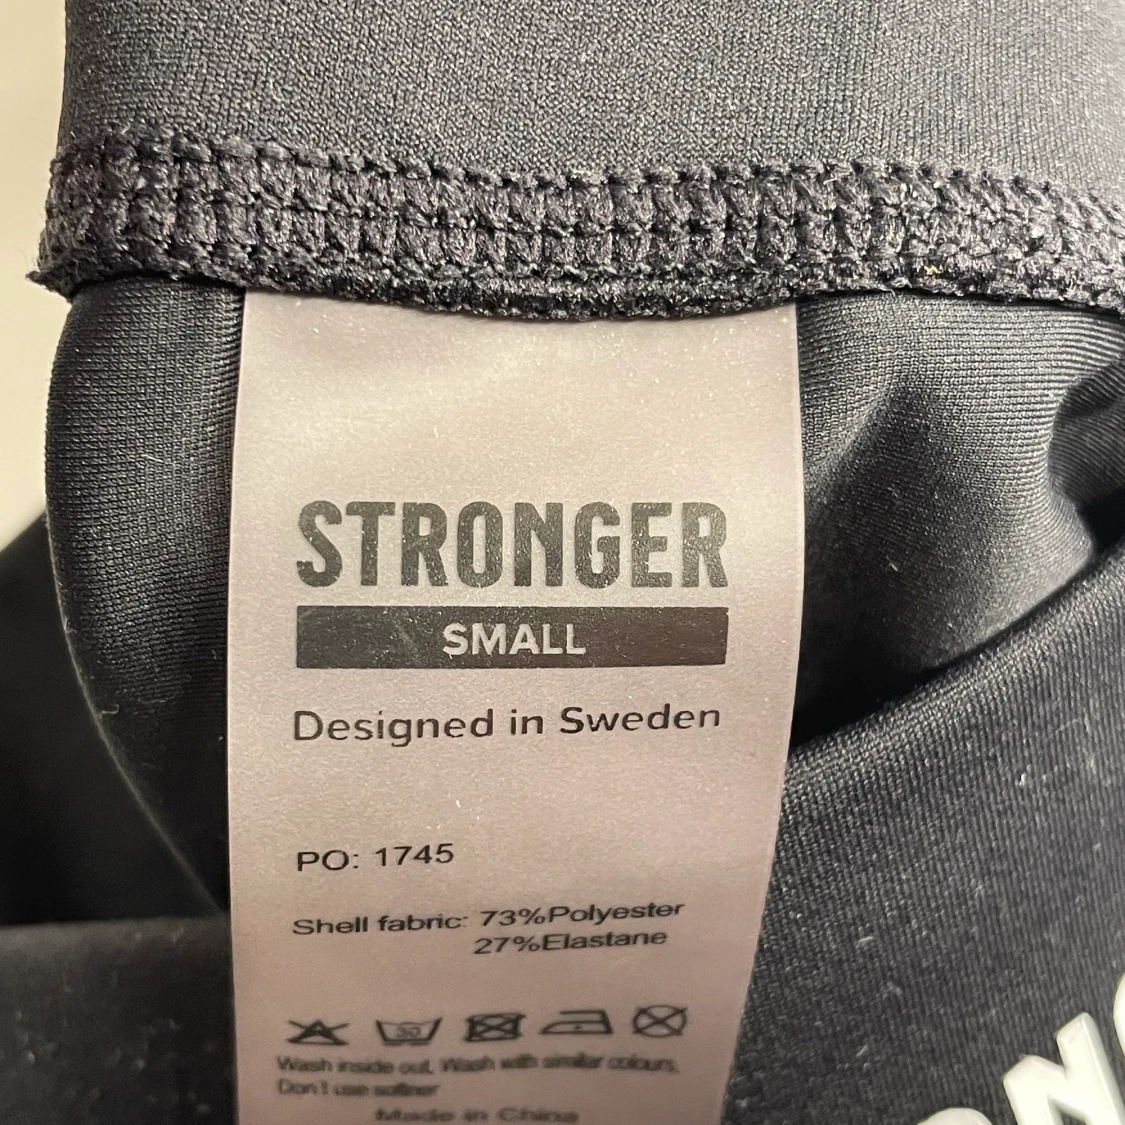 STRONGER
SMALL
Designed in Sweden
PO: 1745
Shell fabric: 73%Polyester
27%Elastane
30
Wash inside out, Wash with similar colours,
Don't use softner
Made in China